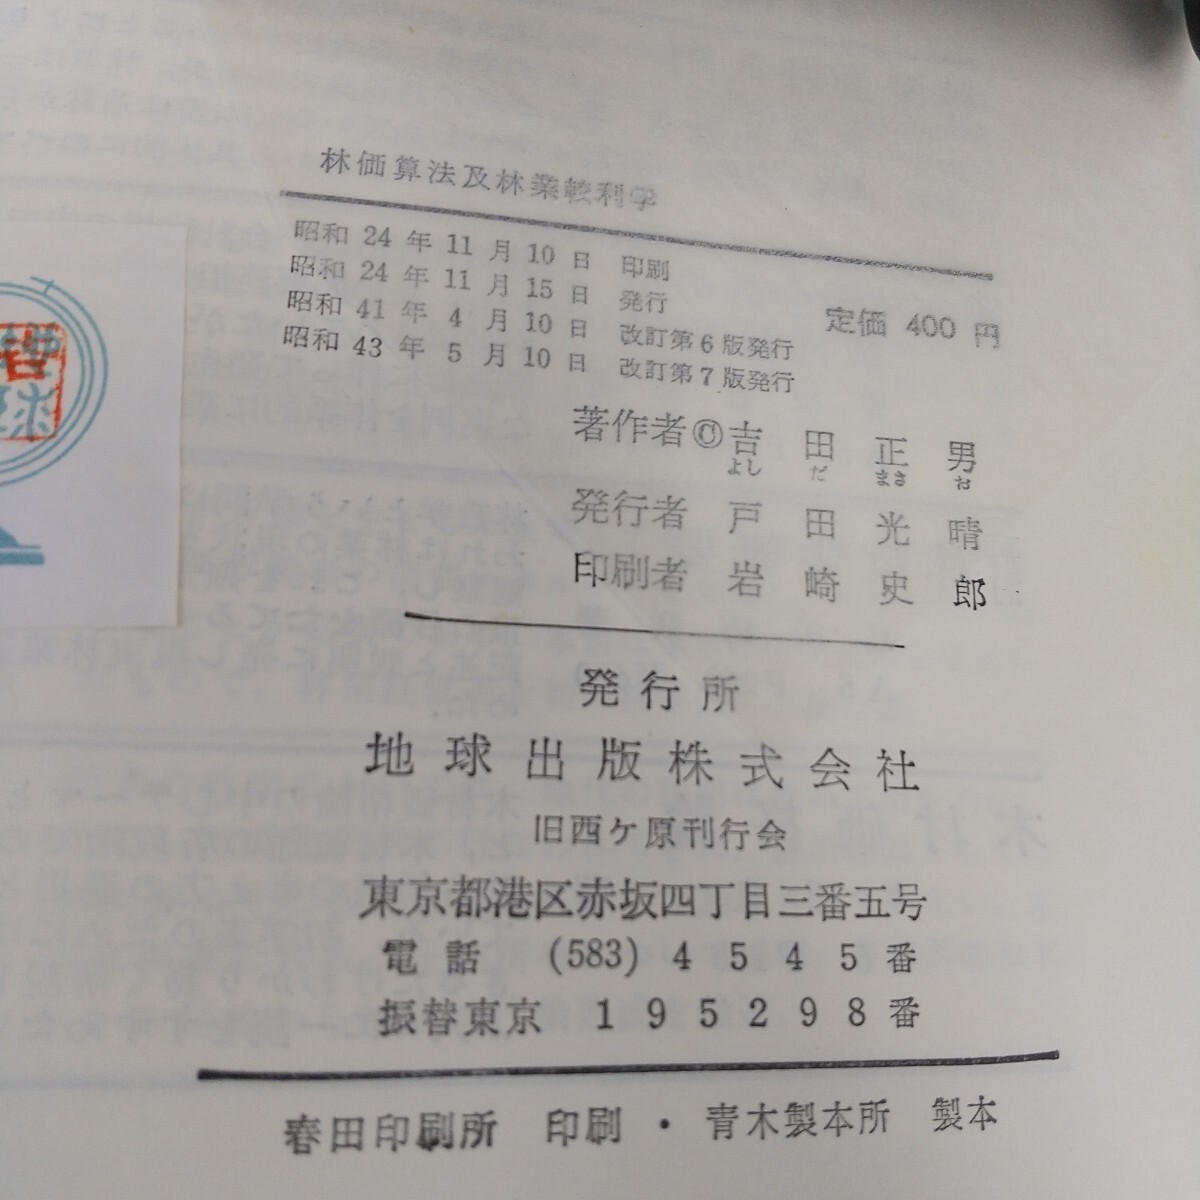 林価算法及林業較利学
昭和 24 年 11 月 10 日 印刷
昭和 24 年 11 月 15 日 発行
昭和 41 年 4 月 10 日 改訂第6版発行
昭和 43 年 5 月 10 日 改訂第7版発行
定価 400 円
著作者 © 吉田正男
よしだまさお
発行者 戸田光晴
印刷者 岩崎史郎
発行所
地球出版株式会社
旧西ケ原刊行会
東京都港区赤坂四丁目三番五号
電話 (583) 4545番
振替東京 195298番
春田印刷所 印刷・青木製本所 製本